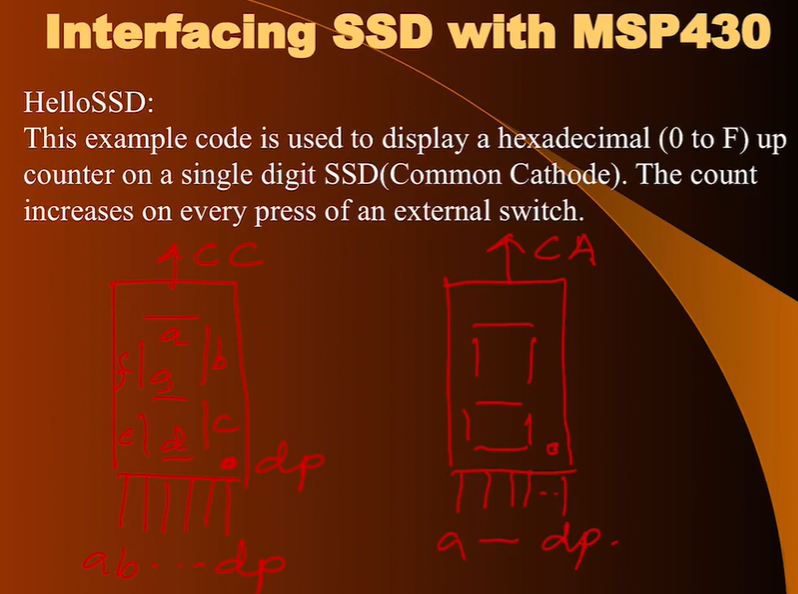 Interfacing SSD with MSP430
HelloSSD:
This example code is used to display a hexadecimal (0 to F) up
counter on a single digit SSD(Common Cathode). The count
increases on every press of an external switch.
CC
CA
a
f
b
g
e
d
c
dp
ab...dp
a — dp.